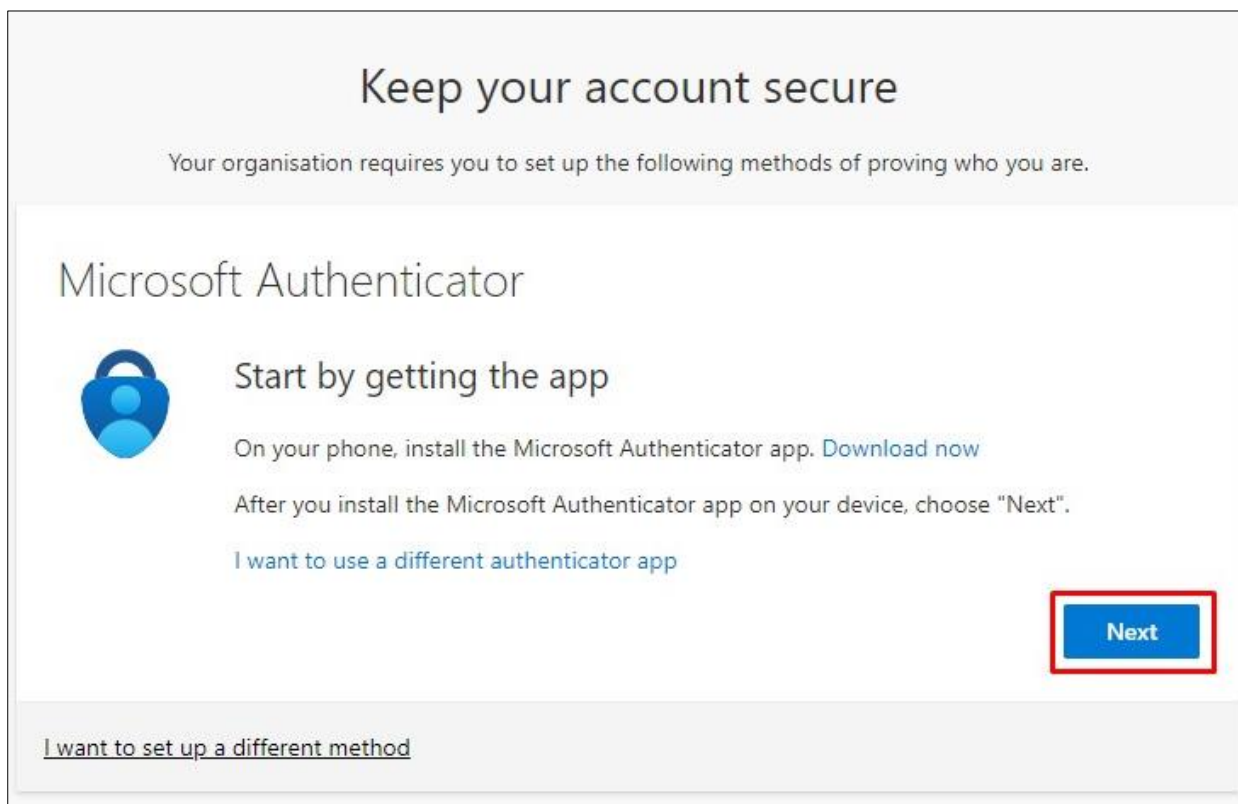 Keep your account secure
Your organisation requires you to set up the following methods of proving who you are.
Microsoft Authenticator
Start by getting the app
On your phone, install the Microsoft Authenticator app. Download now
After you install the Microsoft Authenticator app on your device, choose "Next".
I want to use a different authenticator app
Next
I want to set up a different method